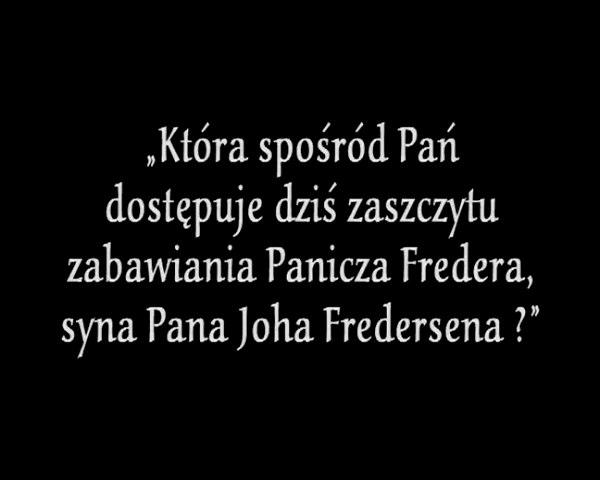 „Która spośród Pań
dostępuje dziś zaszczytu
zabawiania Panicza Fredera,
syna Pana Joha Fredersena ?”